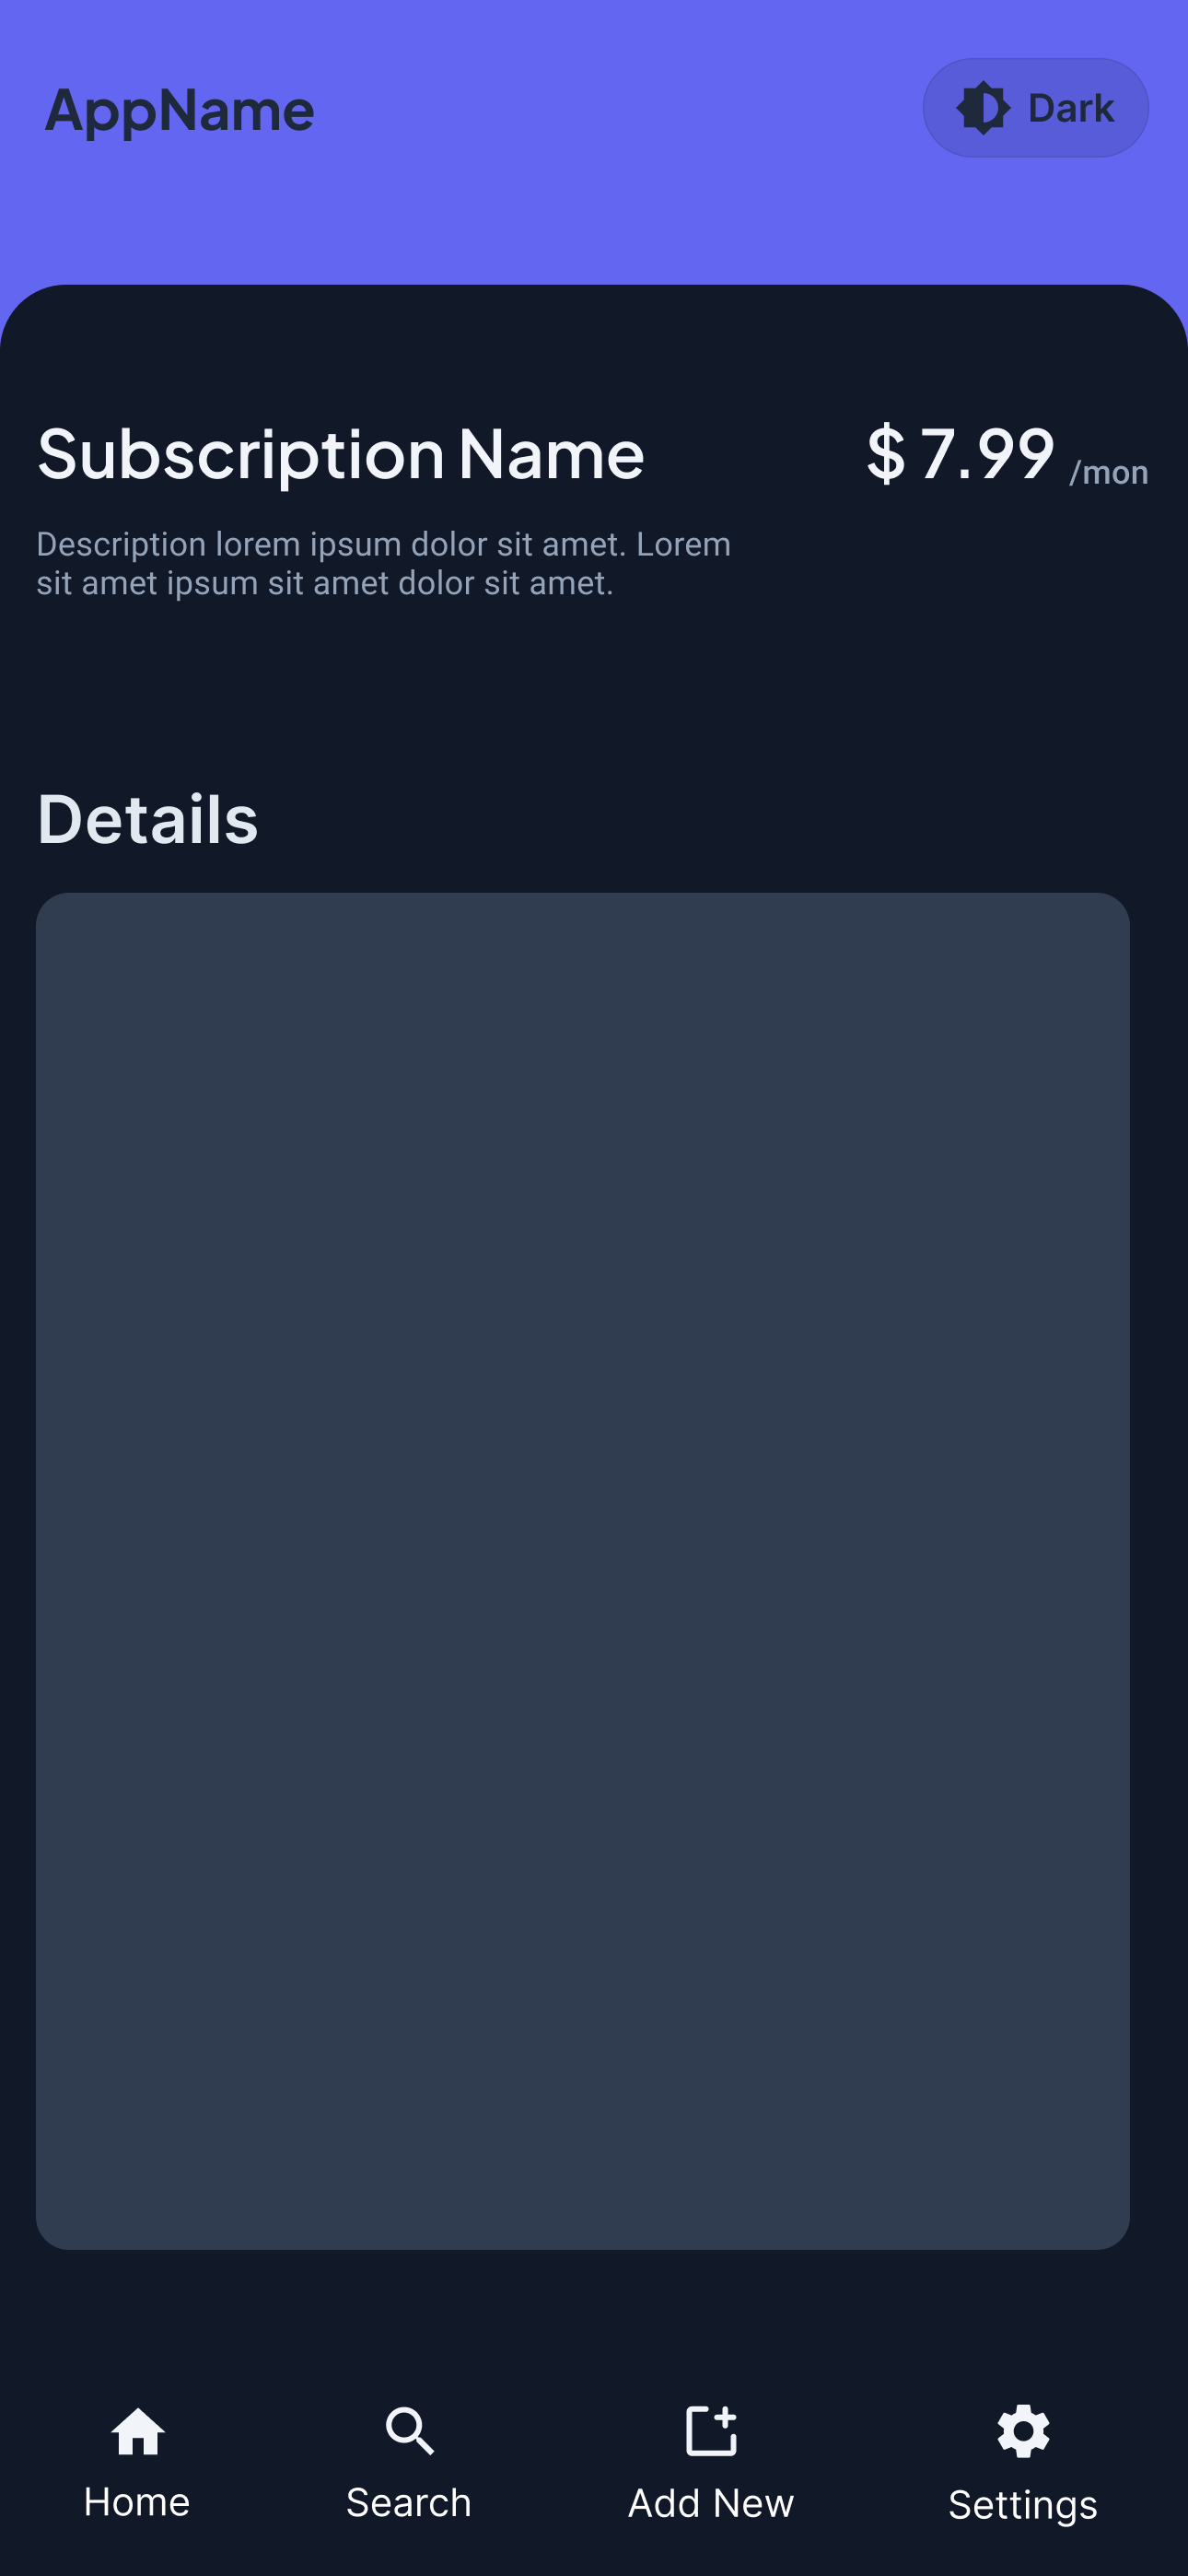 AppName
Dark
Subscription Name
$ 7.99 /mon
Description lorem ipsum dolor sit amet. Lorem
sit amet ipsum sit amet dolor sit amet.
Details
Home
Search
Add New
Settings